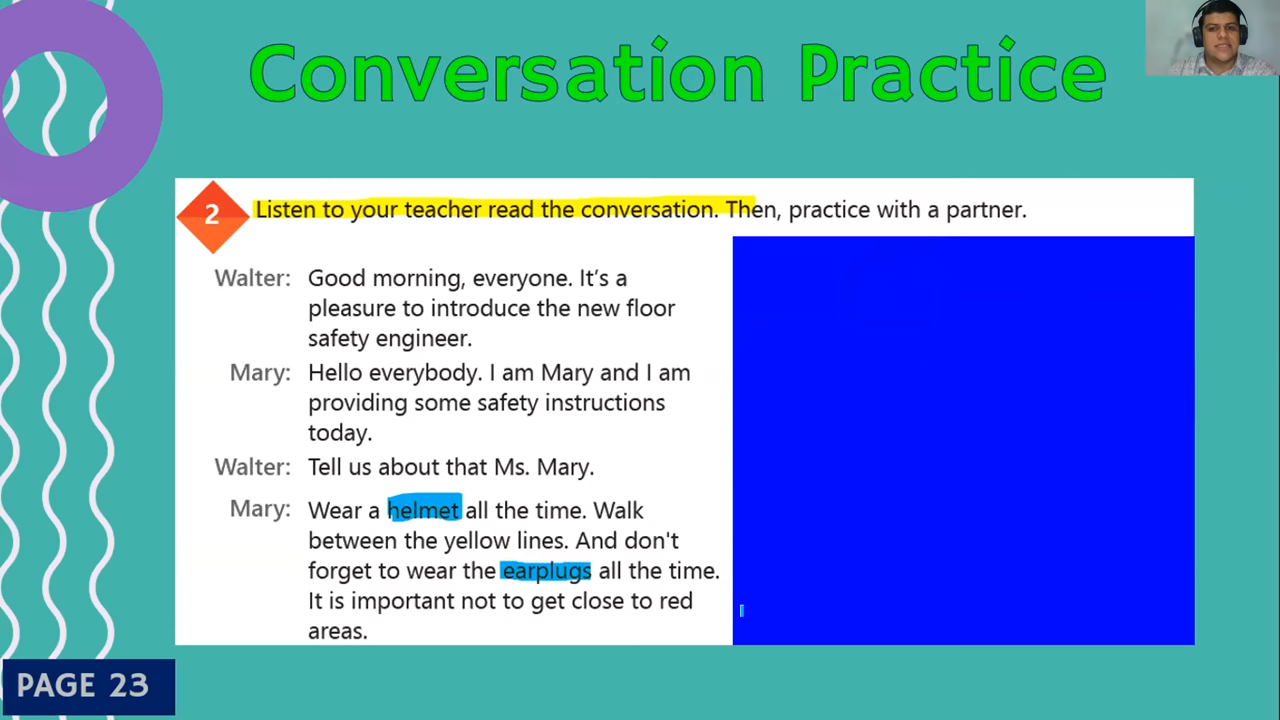 Conversation Practice
2 Listen to your teacher read the conversation. Then, practice with a partner.
Walter: Good morning, everyone. It's a
pleasure to introduce the new floor
safety engineer.
Mary: Hello everybody. I am Mary and I am
providing some safety instructions
today.
Walter: Tell us about that Ms. Mary.
Mary: Wear a helmet all the time. Walk
between the yellow lines. And don't
forget to wear the earplugs all the time.
It is important not to get close to red
areas.
PAGE 23